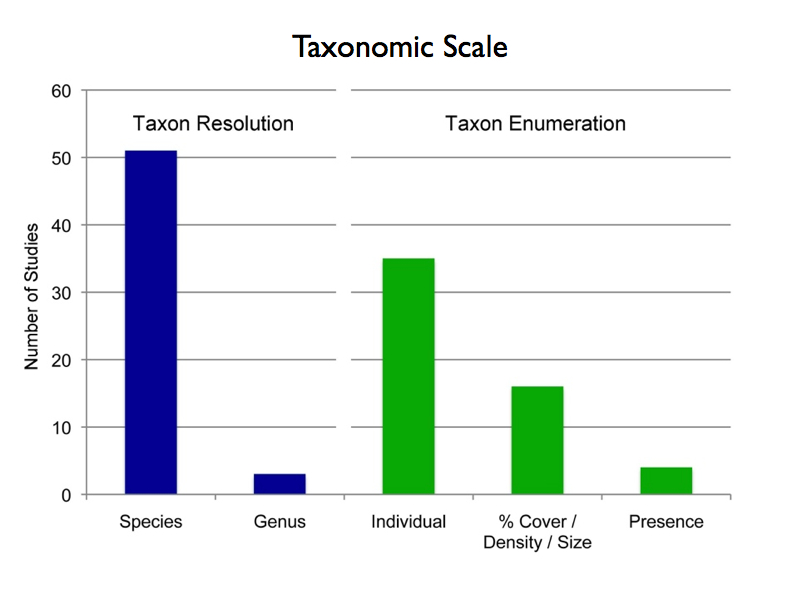 Taxonomic Scale
Taxon Resolution
Taxon Enumeration
Number of Studies
60
50
40
30
20
10
0
Species
Genus
Individual
% Cover /
Density / Size
Presence